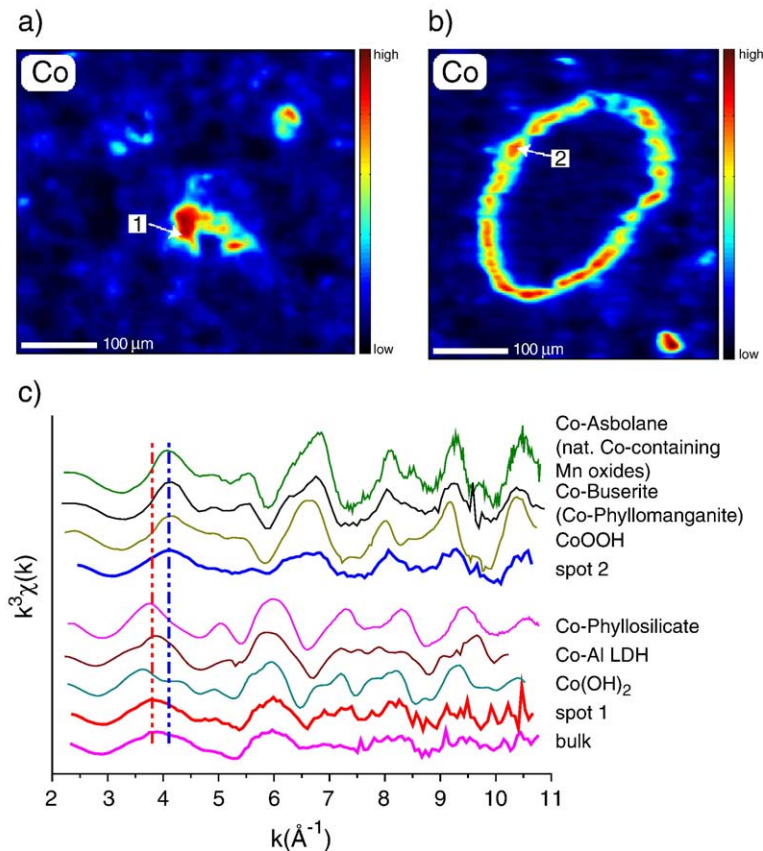 a)
Co
high
1
100 µm
low
b)
Co
high
2
100 µm
low
c)
k³χ(k)
Co-Asbolane
(nat. Co-containing
Mn oxides)
Co-Buserite
(Co-Phyllomanganite)
CoOOH
spot 2
Co-Phyllosilicate
Co-Al LDH
Co(OH)₂
spot 1
bulk
2 3 4 5 6 7 8 9 10 11
k(Å⁻¹)